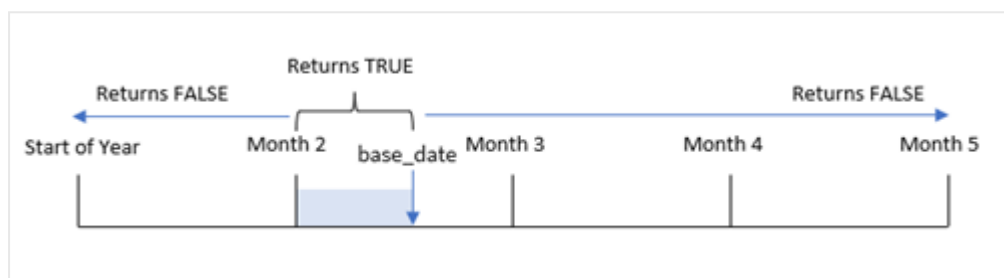 Returns TRUE
Returns FALSE
Returns FALSE
Start of Year
Month 2
base_date
Month 3
Month 4
Month 5